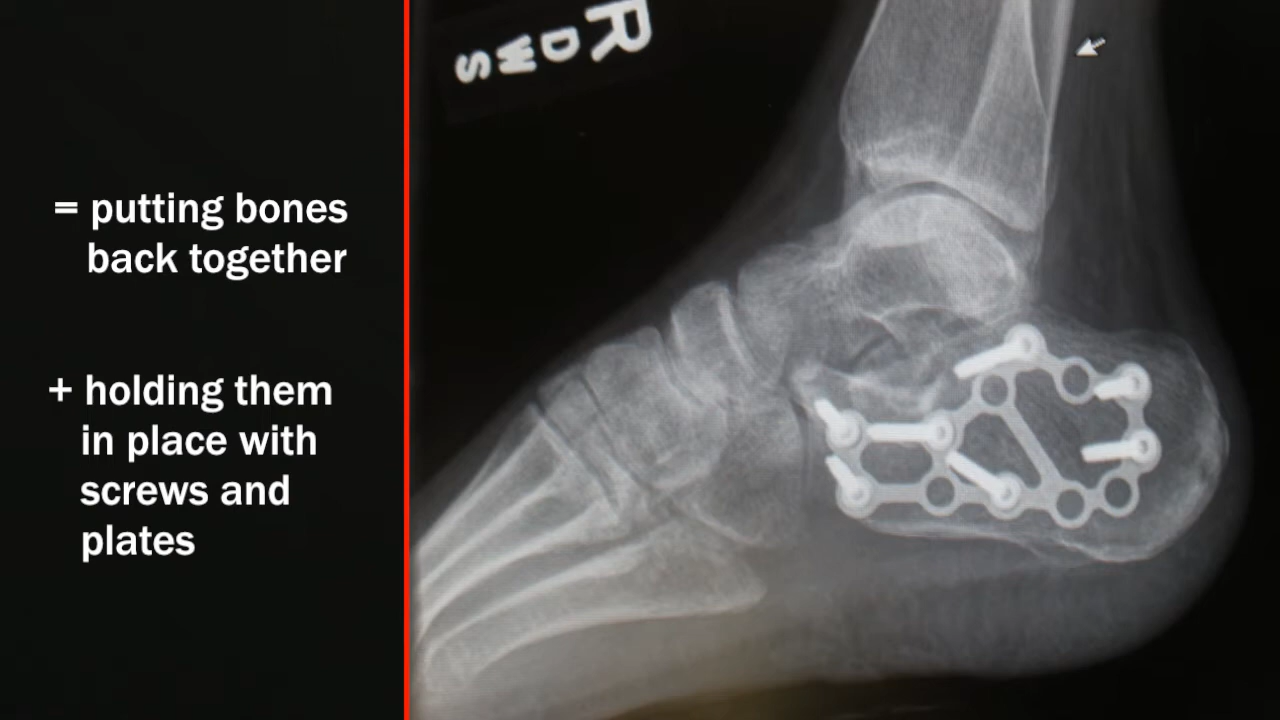 = putting bones
back together
+ holding them
in place with
screws and
plates
R
DWS